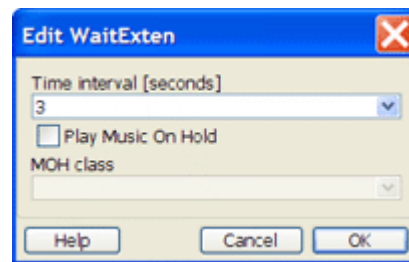 Edit WaitExten
Time interval [seconds]
3
Play Music On Hold
MOH class
Help Cancel OK